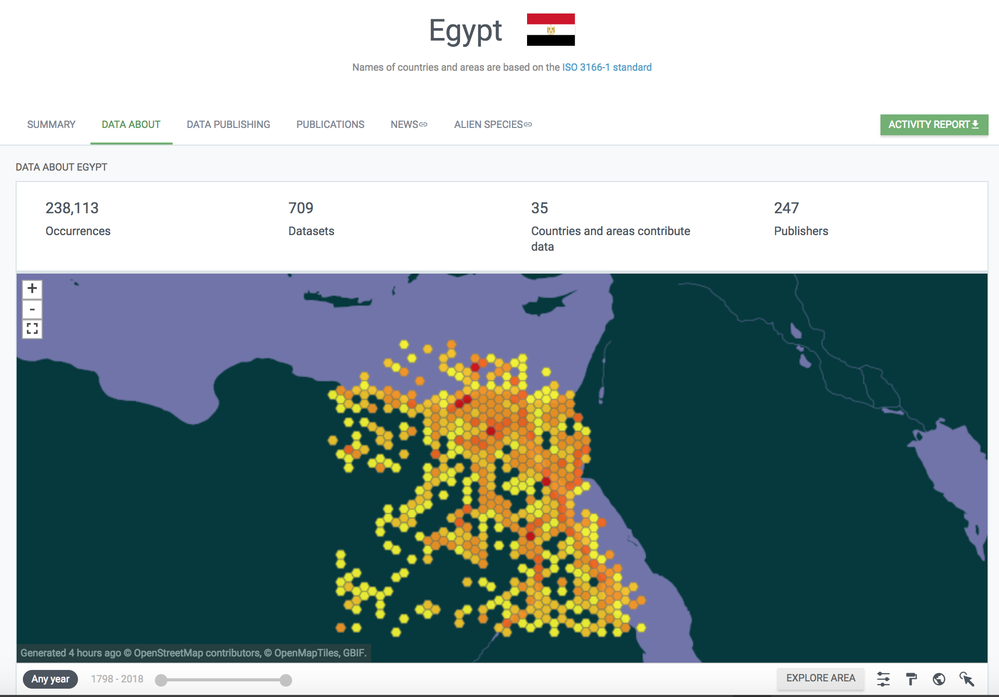 Egypt
Names of countries and areas are based on the ISO 3166-1 standard
SUMMARY
DATA ABOUT
DATA PUBLISHING
PUBLICATIONS
NEWS
ALIEN SPECIES
ACTIVITY REPORT
DATA ABOUT EGYPT
238,113
Occurrences
709
Datasets
35
Countries and areas contribute
data
247
Publishers
+
-
Generated 4 hours ago © OpenStreetMap contributors, © OpenMapTiles, GBIF.
Any year
1798 - 2018
EXPLORE AREA